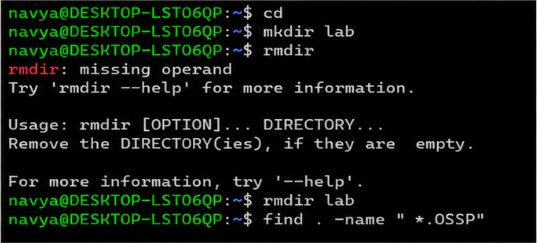 navya@DESKTOP-LSTO6QP:~$ cd
navya@DESKTOP-LSTO6QP:~$ mkdir lab
navya@DESKTOP-LSTO6QP:~$ rmdir
rmdir: missing operand
Try 'rmdir --help' for more information.
Usage: rmdir [OPTION]... DIRECTORY...
Remove the DIRECTORY(ies), if they are  empty.
For more information, try '--help'.
navya@DESKTOP-LSTO6QP:~$ rmdir lab
navya@DESKTOP-LSTO6QP:~$ find . -name " *.OSSP"